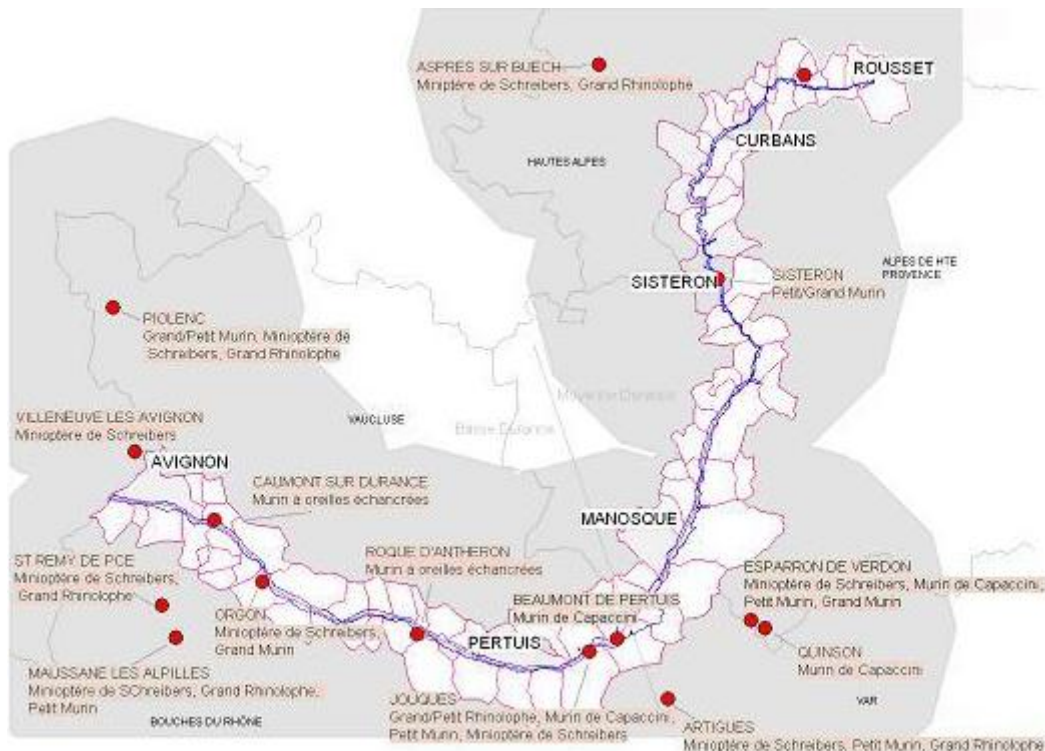 ASPRES SUR BUECH
Miniptère de Schreibers, Grand Rhinolophe
ROUSSET
CURBANS
HAUTES ALPES
ALPES DE HTE
PROVENCE
SISTERON
SISTERON
Petit/Grand Murin
PIOLENC
Grand/Petit Murin, Minioptère de
Schreibers, Grand Rhinolophe
Moyenne Durance
VILLENEUVE LES AVIGNON
Minioptère de Schreibers
VAUCLUSE
Basse Durance
AVIGNON
CAUMONT SUR DURANCE
Murin à oreilles échancrées
MANOSQUE
ST REMY DE PCE
Minioptère de Schreibers,
Grand Rhinolophe
ROQUE D'ANTHERON
Murin à oreilles échancrées
ESPARRON DE VERDON
Minioptère de Schreibers, Murin de Capaccini,
Petit Murin, Grand Murin
BEAUMONT DE PERTUIS
Murin de Capaccini
ORGON
Minioptère de Schreibers,
Grand Murin
PERTUIS
QUINSON
Murin de Capaccini
MAUSSANE LES ALPILLES
Minioptère de SChreibers, Grand Rhinolophe,
Petit Murin
BOUCHES DU RHÔNE
JOUQUES
Grand/Petit Rhinolophe, Murin de Capaccini,
Petit Murin, Minioptère de Schreibers
VAR
ARTIGUES
Minioptère de Schreibers, Petit Murin, Grand Rhinolophe